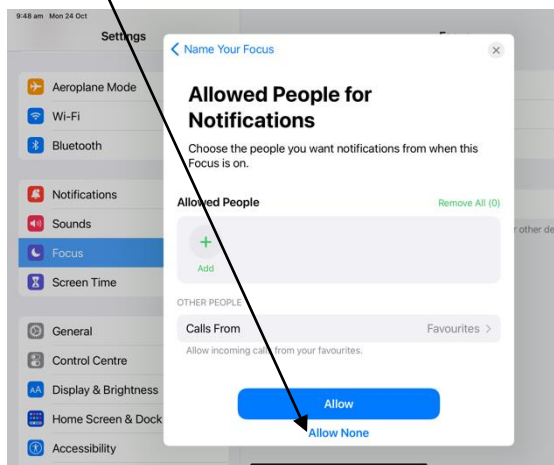 9:48 am Mon 24 Oct
Settings
Aeroplane Mode
Wi-Fi
Bluetooth
Notifications
Sounds
Focus
Screen Time
General
Control Centre
Display & Brightness
Home Screen & Dock
Accessibility
Name Your Focus
Allowed People for
Notifications
Choose the people you want notifications from when this
Focus is on.
Allowed People
Remove All (0)
Add
OTHER PEOPLE
Calls From
Favourites
Allow incoming calls from your favourites.
Allow
Allow None
r other de